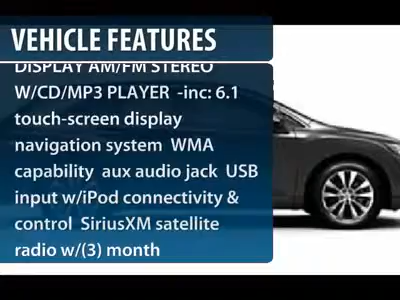 VEHICLE FEATURES
DISPLAY AM/FM STEREO
W/CD/MP3 PLAYER -inc: 6.1
touch-screen display
navigation system WMA
capability aux audio jack USB
input w/iPod connectivity &
control SiriusXM satellite
radio w/(3) month